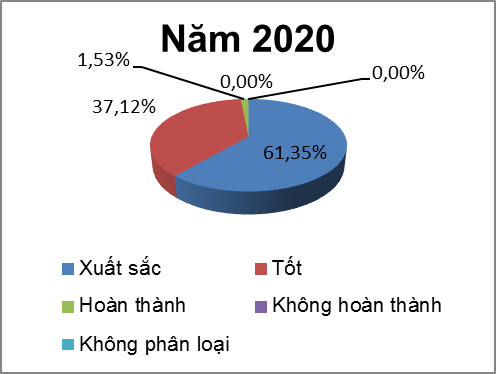 Năm 2020
1,53%
0,00%
0,00%
37,12%
61,35%
Xuất sắc
Tốt
Hoàn thành
Không hoàn thành
Không phân loại